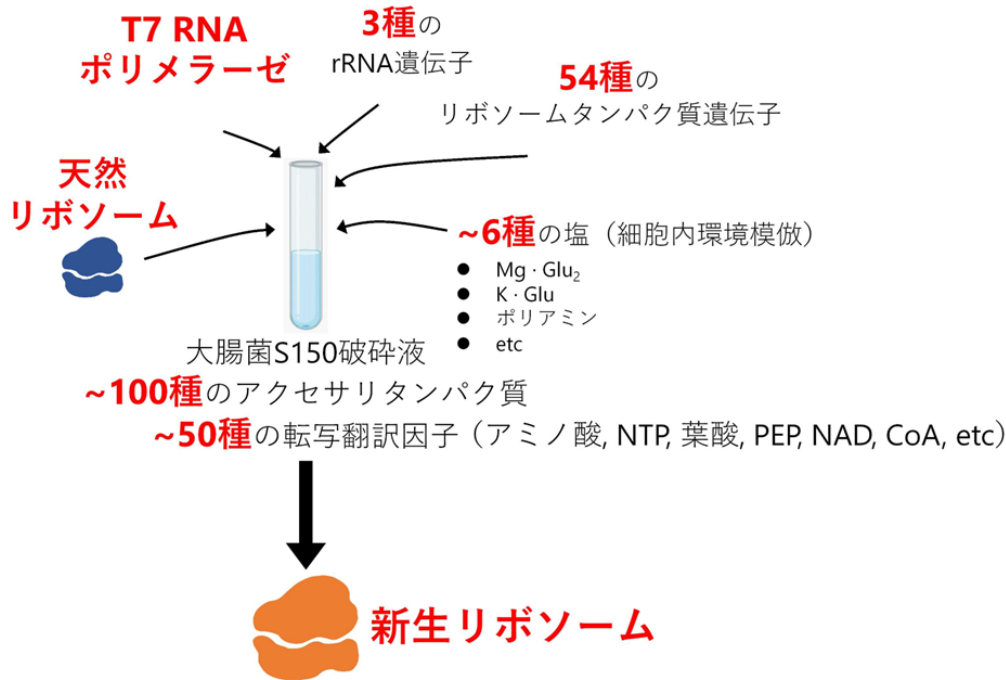 T7 RNA
ポリメラーゼ
3種の
rRNA遺伝子
54種の
リボソームタンパク質遺伝子
天然
リボソーム
~6種の塩（細胞内環境模倣）
● Mg · Glu₂
● K · Glu
● ポリアミン
● etc
大腸菌S150破砕液
~100種のアクセサリタンパク質
~50種の転写翻訳因子（アミノ酸, NTP, 葉酸, PEP, NAD, CoA, etc）
新生リボソーム